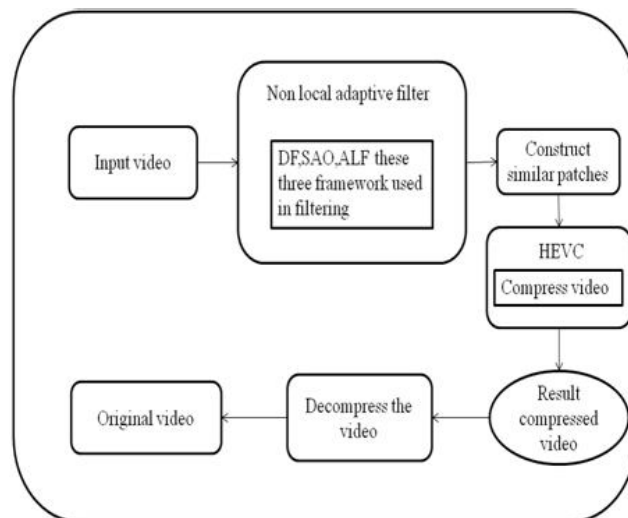 Non local adaptive filter
Input video
DF,SAO,ALF these
three framework used
in filtering
Construct
similar patches
HEVC
Compress video
Result
compressed
video
Decompress the
video
Original video